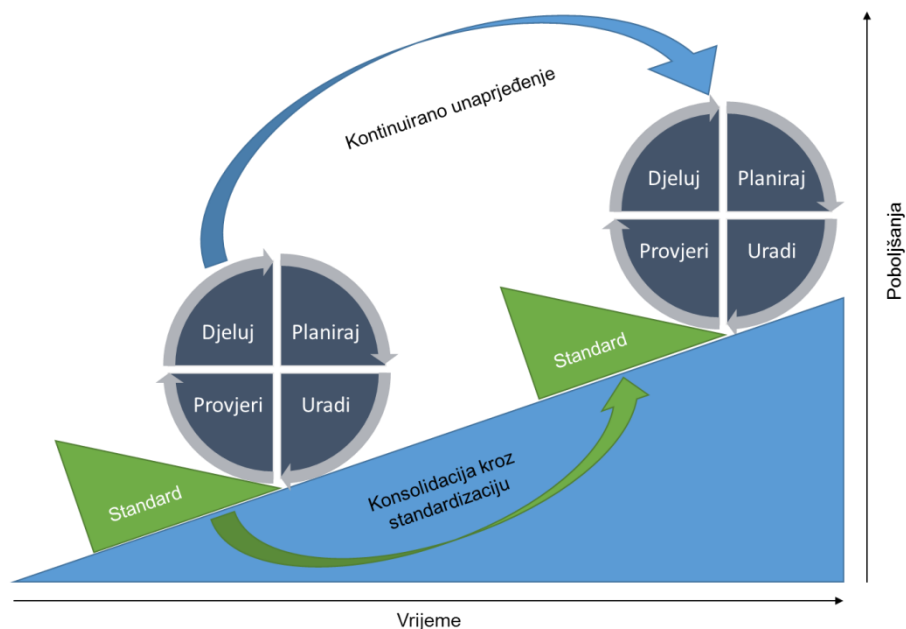 Kontinuirano unaprjeđenje
Djeluj
Planiraj
Provjeri
Uradi
Standard
Djeluj
Planiraj
Provjeri
Uradi
Standard
Konsolidacija kroz
standardizaciju
Poboljšanja
Vrijeme